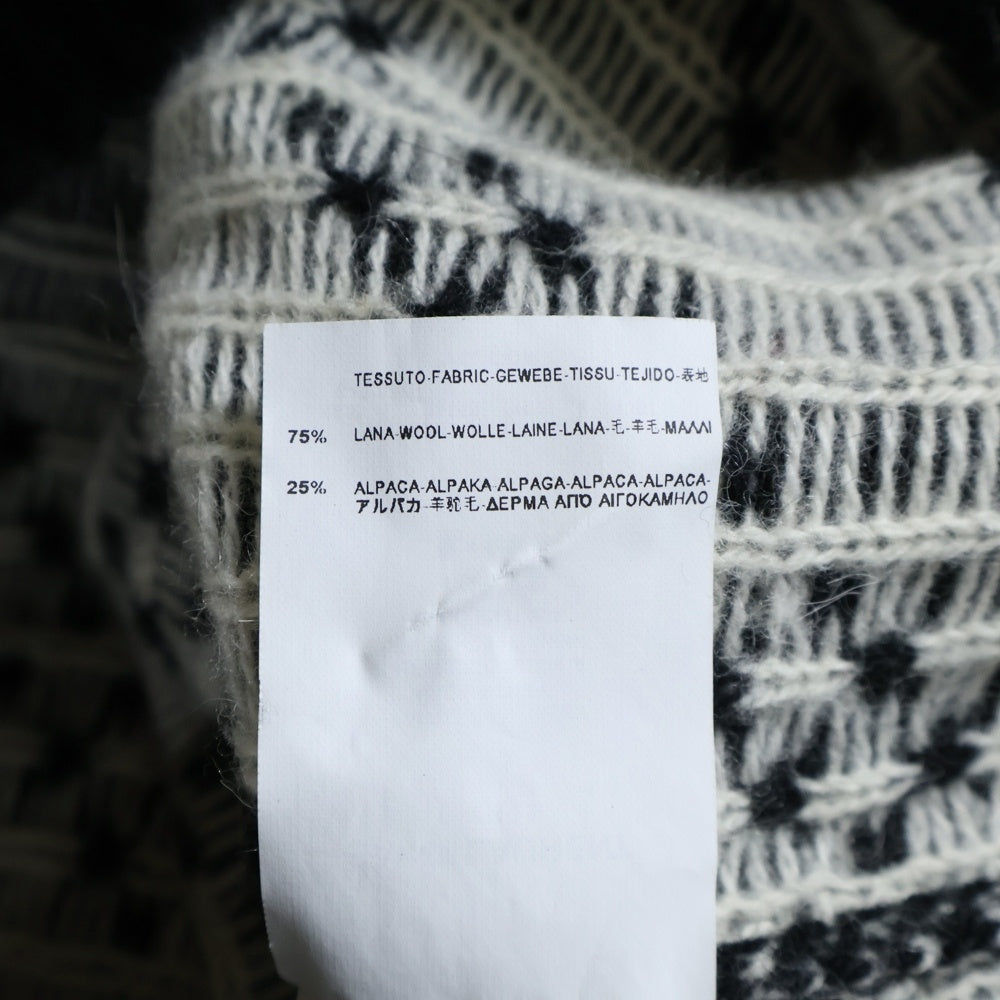 TESSUTO-FABRIC-GEWEBE-TISSU-TEJIDO-表地
75% LANA-WOOL-WOLLE-LAINE-LANA-毛-羊毛-ΜΑΛΛΙ
25% ALPACA-ALPAKA-ALPAGA-ALPACA-ALPACA-
アルパカ-羊駝毛-ΔΕΡΜΑ ΑΠΌ ΑΙΓΟΚΑΜΗΛΟ